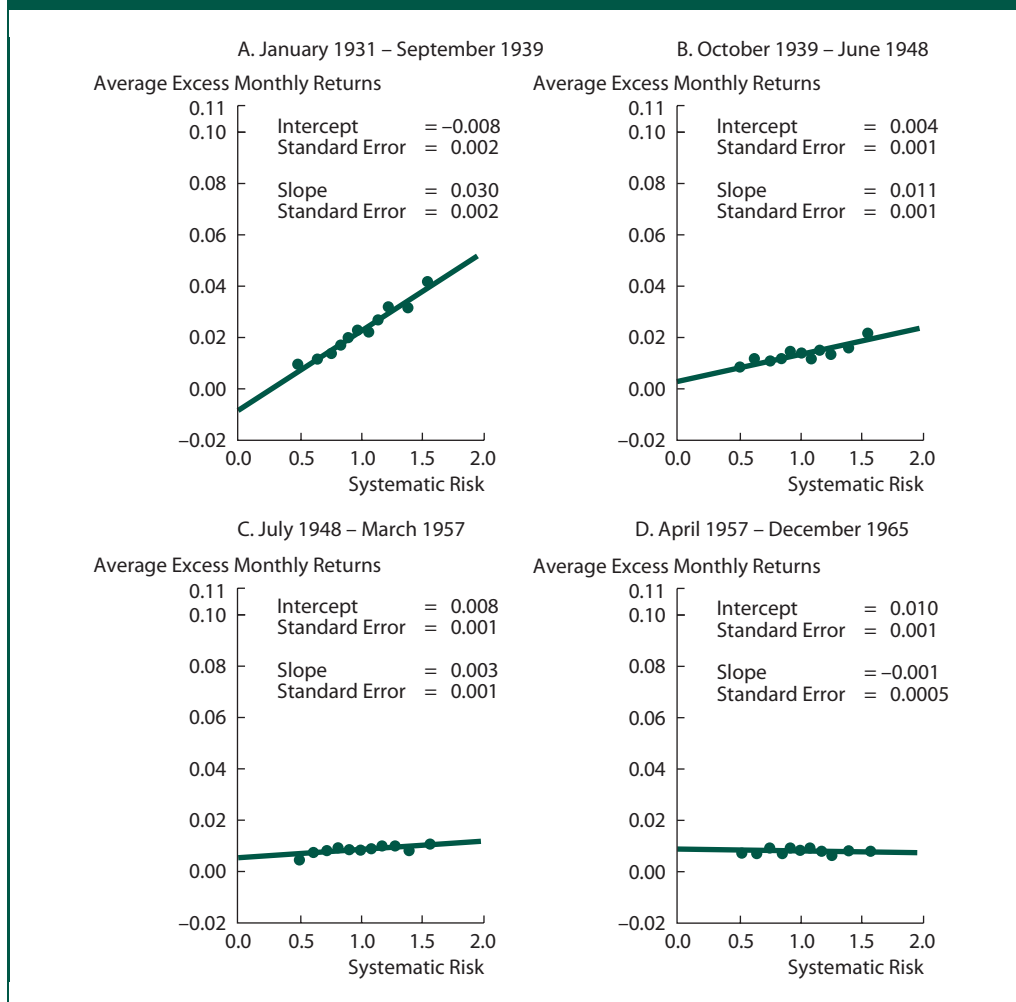 A. January 1931 – September 1939
Average Excess Monthly Returns
0.11
0.10
0.08
0.06
0.04
0.02
0.00
–0.02
Intercept = –0.008
Standard Error = 0.002
Slope = 0.030
Standard Error = 0.002
0.0 0.5 1.0 1.5 2.0
Systematic Risk
B. October 1939 – June 1948
Average Excess Monthly Returns
0.11
0.10
0.08
0.06
0.04
0.02
0.00
–0.02
Intercept = 0.004
Standard Error = 0.001
Slope = 0.011
Standard Error = 0.001
0.0 0.5 1.0 1.5 2.0
Systematic Risk
C. July 1948 – March 1957
Average Excess Monthly Returns
0.11
0.10
0.08
0.06
0.04
0.02
0.00
–0.02
Intercept = 0.008
Standard Error = 0.001
Slope = 0.003
Standard Error = 0.001
0.0 0.5 1.0 1.5 2.0
Systematic Risk
D. April 1957 – December 1965
Average Excess Monthly Returns
0.11
0.10
0.08
0.06
0.04
0.02
0.00
–0.02
Intercept = 0.010
Standard Error = 0.001
Slope = –0.001
Standard Error = 0.0005
0.0 0.5 1.0 1.5 2.0
Systematic Risk